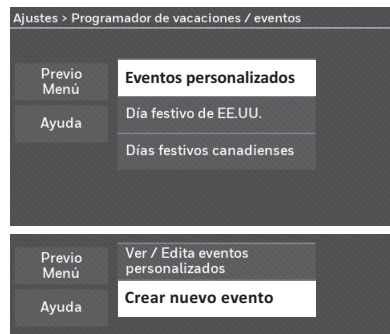 Ajustes > Programador de vacaciones / eventos
Previo
Menú
Eventos personalizados
Ayuda
Día festivo de EE.UU.
Días festivos canadienses
Previo
Menú
Ver / Edita eventos
personalizados
Ayuda
Crear nuevo evento